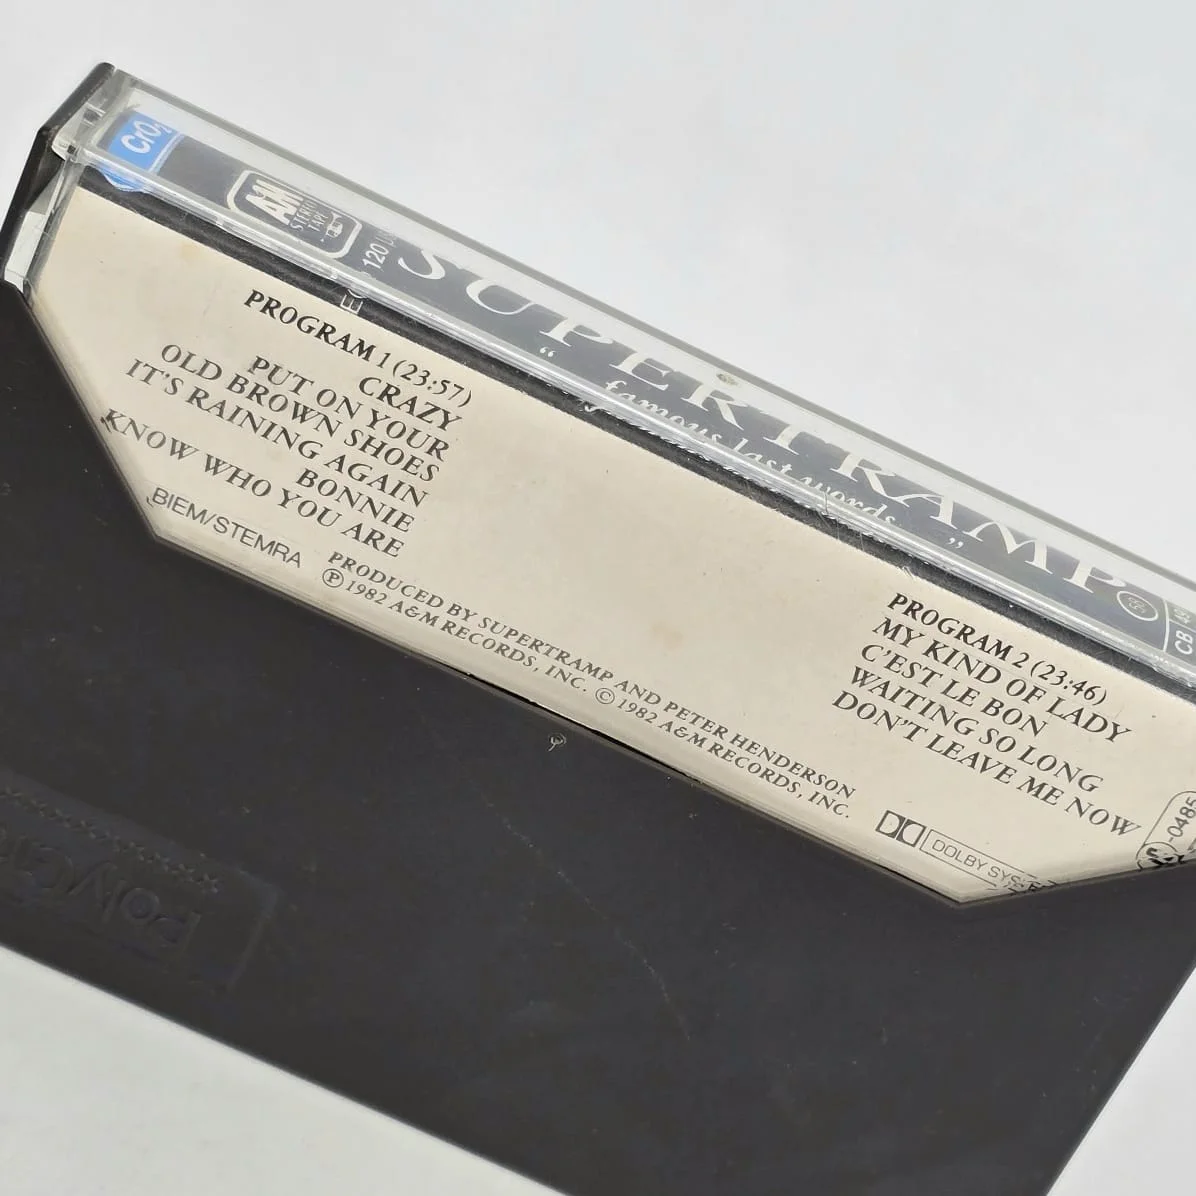 CrO2
AM
STEREO
TAPE
120
SUPERTRAMP
"famous last words"
PROGRAM 1 (23:57)
CRAZY
PUT ON YOUR
OLD BROWN SHOES
IT'S RAINING AGAIN
BONNIE
KNOW WHO YOU ARE
BIEM/STEMRA
PRODUCED BY SUPERTRAMP AND PETER HENDERSON
℗ 1982 A&M RECORDS, INC. © 1982 A&M RECORDS, INC.
PROGRAM 2 (23:46)
MY KIND OF LADY
C'EST LE BON
WAITING SO LONG
DON'T LEAVE ME NOW
DOLBY